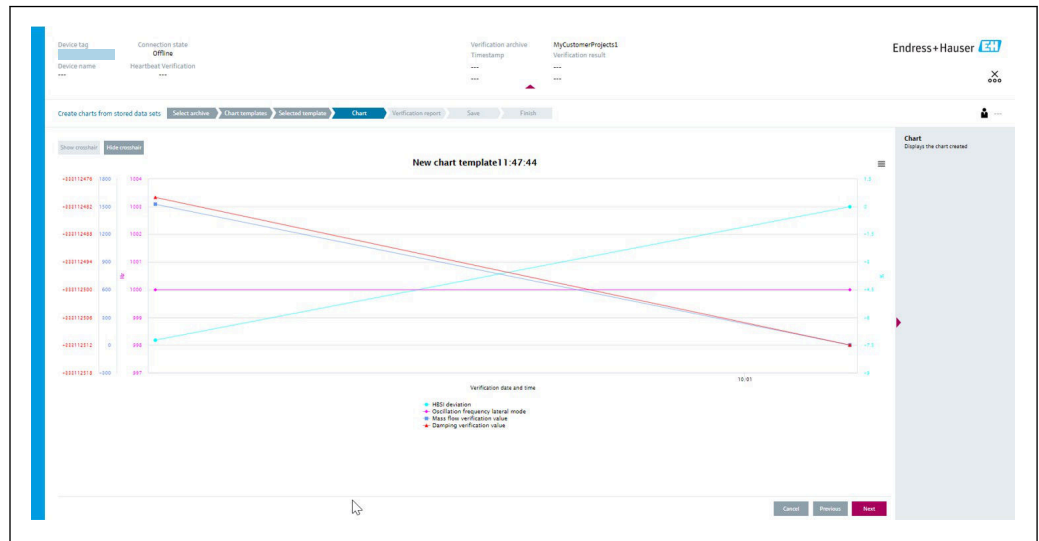 Device tag
Connection state
Offline
Device name
Heartbeat Verification
---
---
Verification archive
MyCustomerProjects1
Timestamp
Verification result
---
---
---
---
Endress+Hauser EH
Create charts from stored data sets
Select archive
Chart templates
Selected template
Chart
Verification report
Save
Finish
---
Show crosshair
Hide crosshair
Chart
Displays the chart created
New chart template11:47:44
1800
1004
1500
1003
1200
1002
900
1001
600
1000
300
999
0
998
-300
997
Hz
10:01
Verification date and time
HBSI deviation
Oscillation frequency lateral mode
Mass flow verification value
Damping verification value
Cancel
Previous
Next